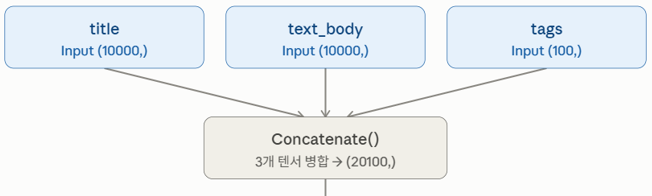 title
Input (10000,)
text_body
Input (10000,)
tags
Input (100,)
Concatenate()
3개 텐서 병합 → (20100,)